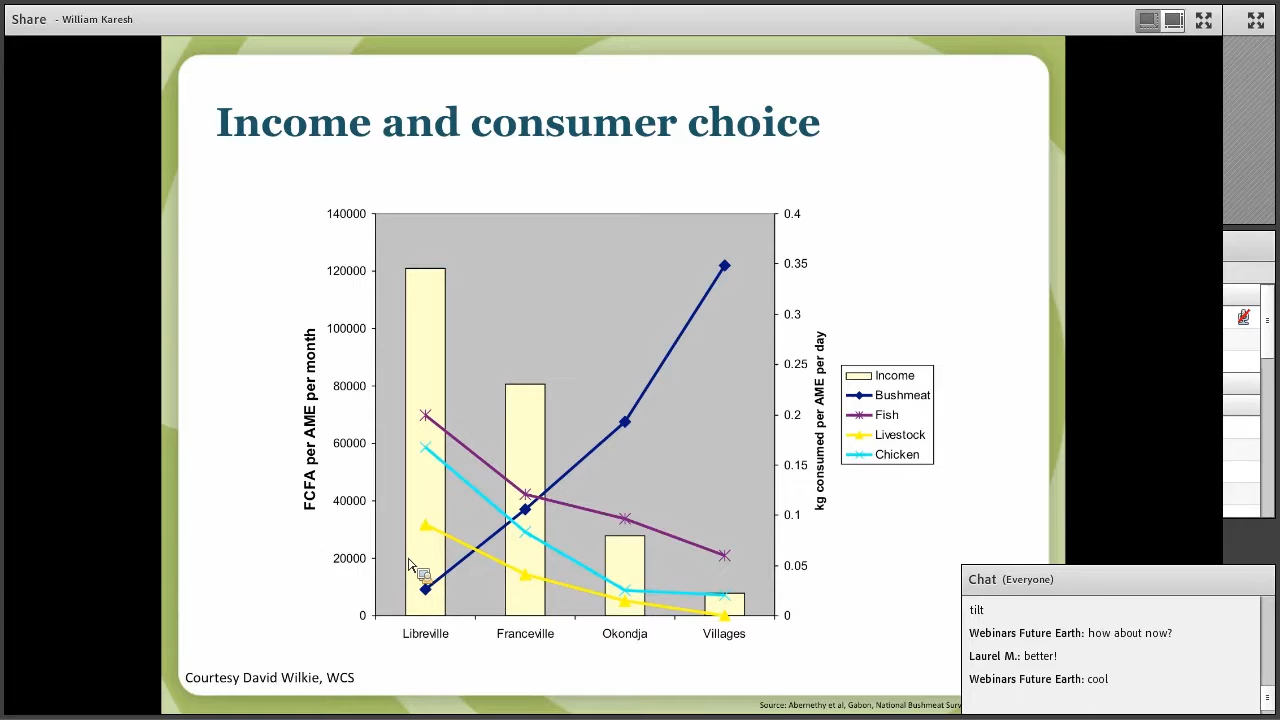 Share - William Karesh
Income and consumer choice
140000
120000
100000
80000
60000
40000
20000
0
FCFA per AME per month
0.4
0.35
0.3
0.25
0.2
0.15
0.1
0.05
0
kg consumed per AME per day
Libreville Franceville Okondja Villages
Income
Bushmeat
Fish
Livestock
Chicken
Courtesy David Wilkie, WCS
Source: Abernethy et al, Gabon, National Bushmeat Surv
Chat (Everyone)
tilt
Webinars Future Earth: how about now?
Laurel M.: better!
Webinars Future Earth: cool